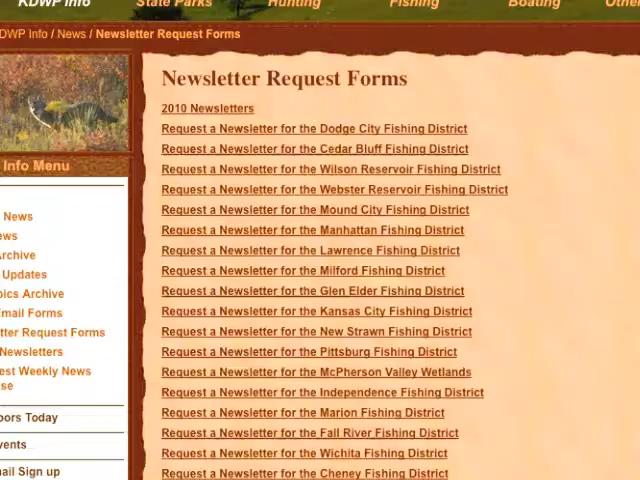 KDWP Info State Parks Hunting Fishing Boating
KDWP Info / News / Newsletter Request Forms
Newsletter Request Forms
2010 Newsletters
Request a Newsletter for the Dodge City Fishing District
Request a Newsletter for the Cedar Bluff Fishing District
Request a Newsletter for the Wilson Reservoir Fishing District
Request a Newsletter for the Webster Reservoir Fishing District
Request a Newsletter for the Mound City Fishing District
Request a Newsletter for the Manhattan Fishing District
Request a Newsletter for the Lawrence Fishing District
Request a Newsletter for the Milford Fishing District
Request a Newsletter for the Glen Elder Fishing District
Request a Newsletter for the Kansas City Fishing District
Request a Newsletter for the New Strawn Fishing District
Request a Newsletter for the Pittsburg Fishing District
Request a Newsletter for the McPherson Valley Wetlands
Request a Newsletter for the Independence Fishing District
Request a Newsletter for the Marion Fishing District
Request a Newsletter for the Fall River Fishing District
Request a Newsletter for the Wichita Fishing District
Request a Newsletter for the Cheney Fishing District
Info Menu
News
Updates
Archive
Forms
Request Forms
Newsletters
Weekly News
Today
Sign up